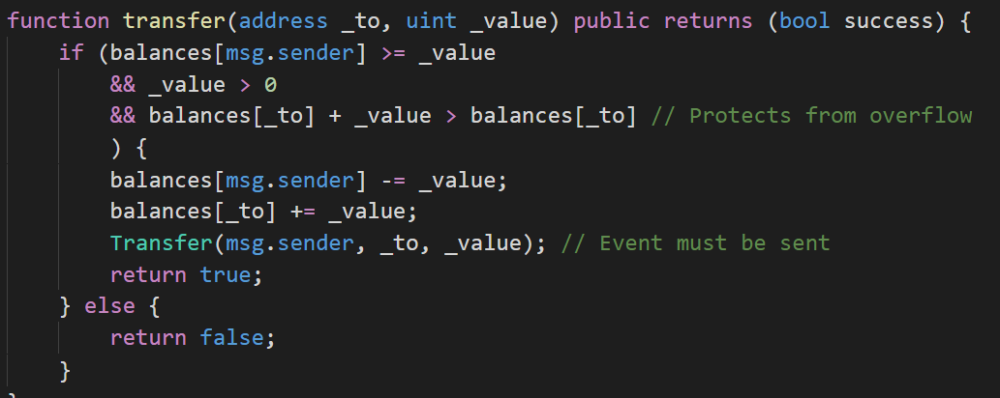 function transfer(address _to, uint _value) public returns (bool success) {
if (balances[msg.sender] >= _value
&& _value > 0
&& balances[_to] + _value > balances[_to] // Protects from overflow
) {
balances[msg.sender] -= _value;
balances[_to] += _value;
Transfer(msg.sender, _to, _value); // Event must be sent
return true;
} else {
return false;
}
}